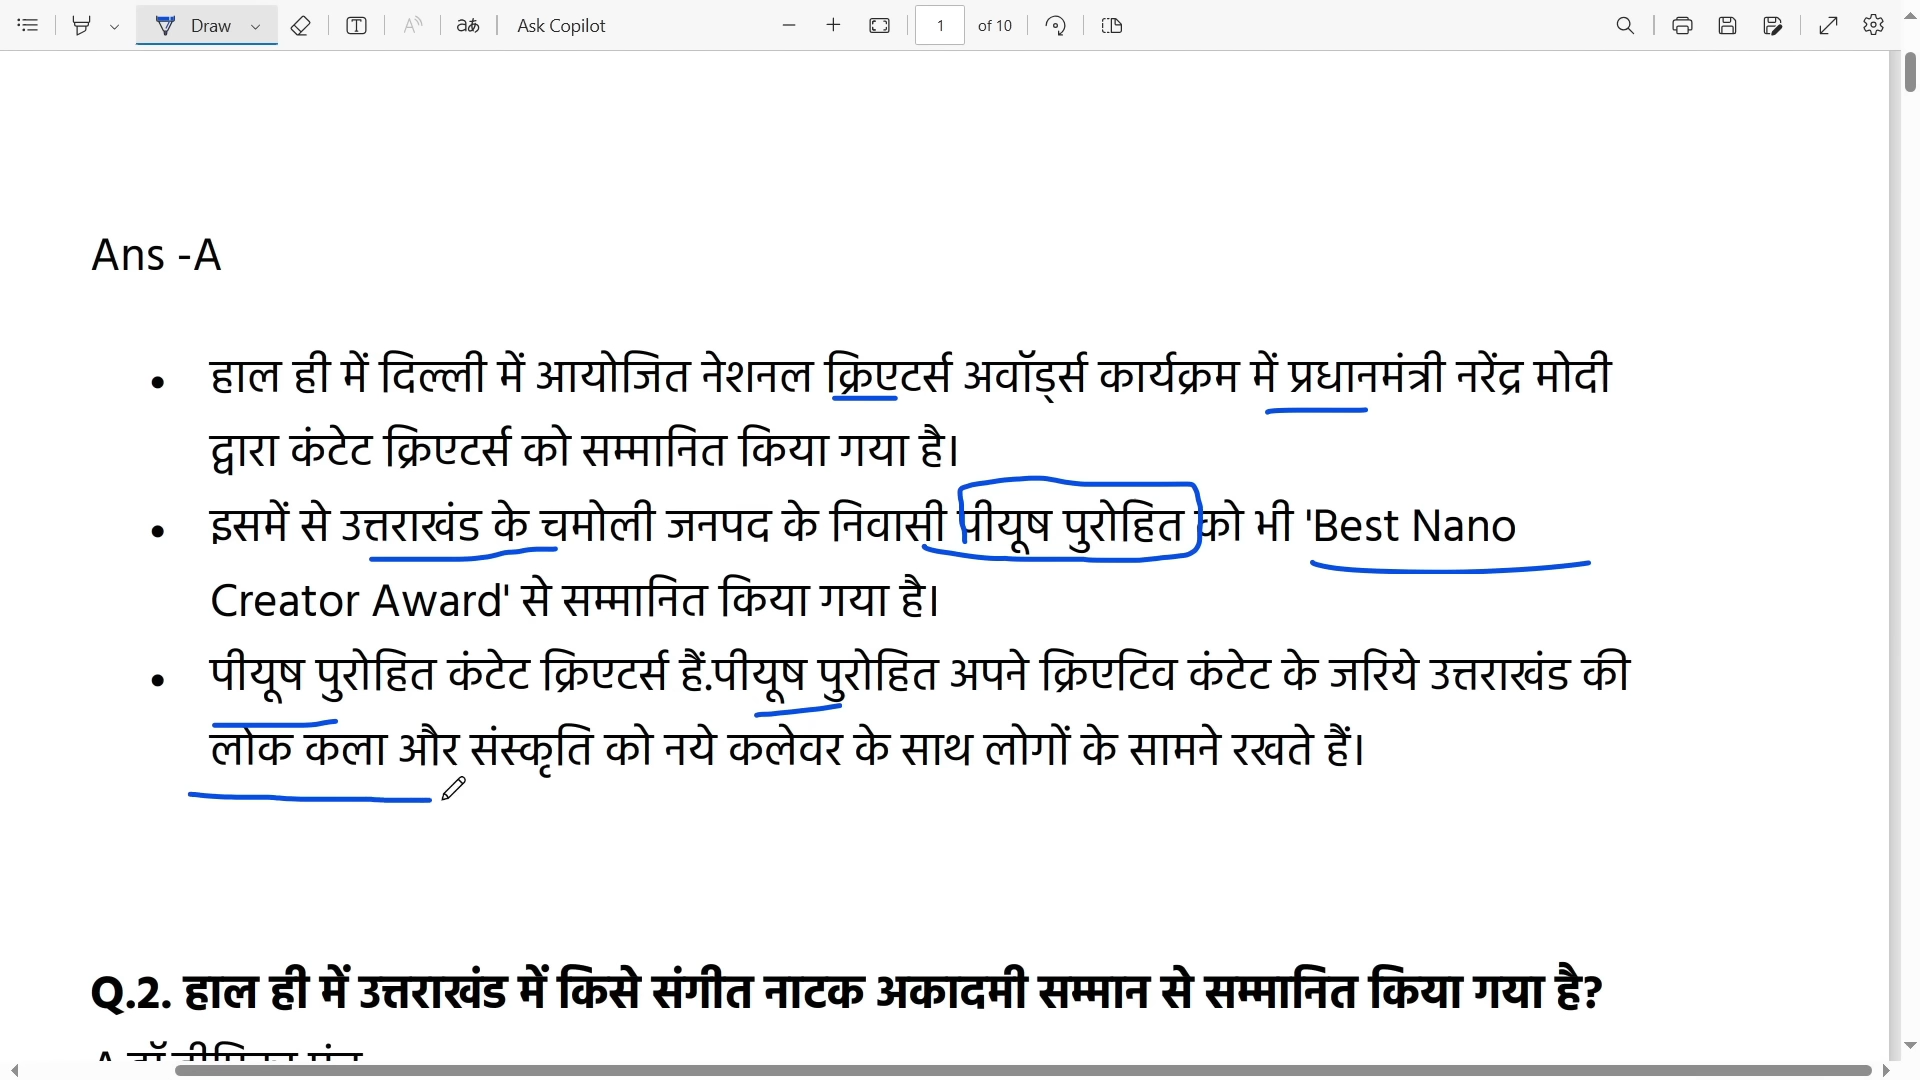 Draw
Ask Copilot
1 of 10
Ans -A
• हाल ही में दिल्ली में आयोजित नेशनल क्रिएटर्स अवॉर्ड्स कार्यक्रम में प्रधानमंत्री नरेंद्र मोदी
द्वारा कंटेट क्रिएटर्स को सम्मानित किया गया है।
• इसमें से उत्तराखंड के चमोली जनपद के निवासी पीयूष पुरोहित को भी 'Best Nano
Creator Award' से सम्मानित किया गया है।
• पीयूष पुरोहित कंटेट क्रिएटर्स हैं.पीयूष पुरोहित अपने क्रिएटिव कंटेट के जरिये उत्तराखंड की
लोक कला और संस्कृति को नये कलेवर के साथ लोगों के सामने रखते हैं।
Q.2. हाल ही में उत्तराखंड में किसे संगीत नाटक अकादमी सम्मान से सम्मानित किया गया है?